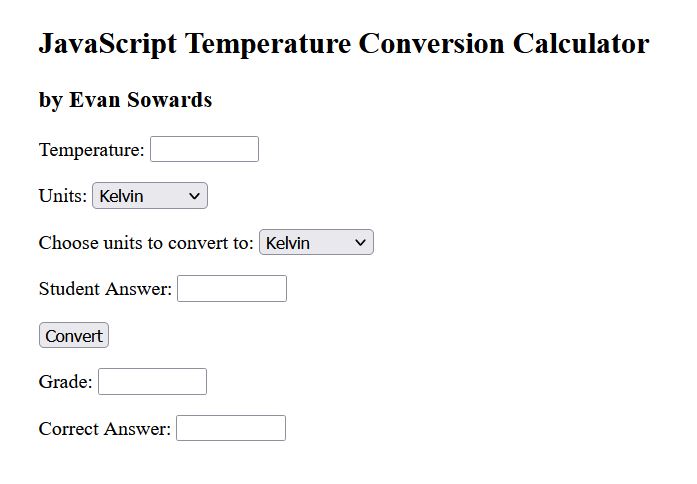 JavaScript Temperature Conversion Calculator
by Evan Sowards
Temperature:
Units: Kelvin
Choose units to convert to: Kelvin
Student Answer:
Convert
Grade:
Correct Answer: